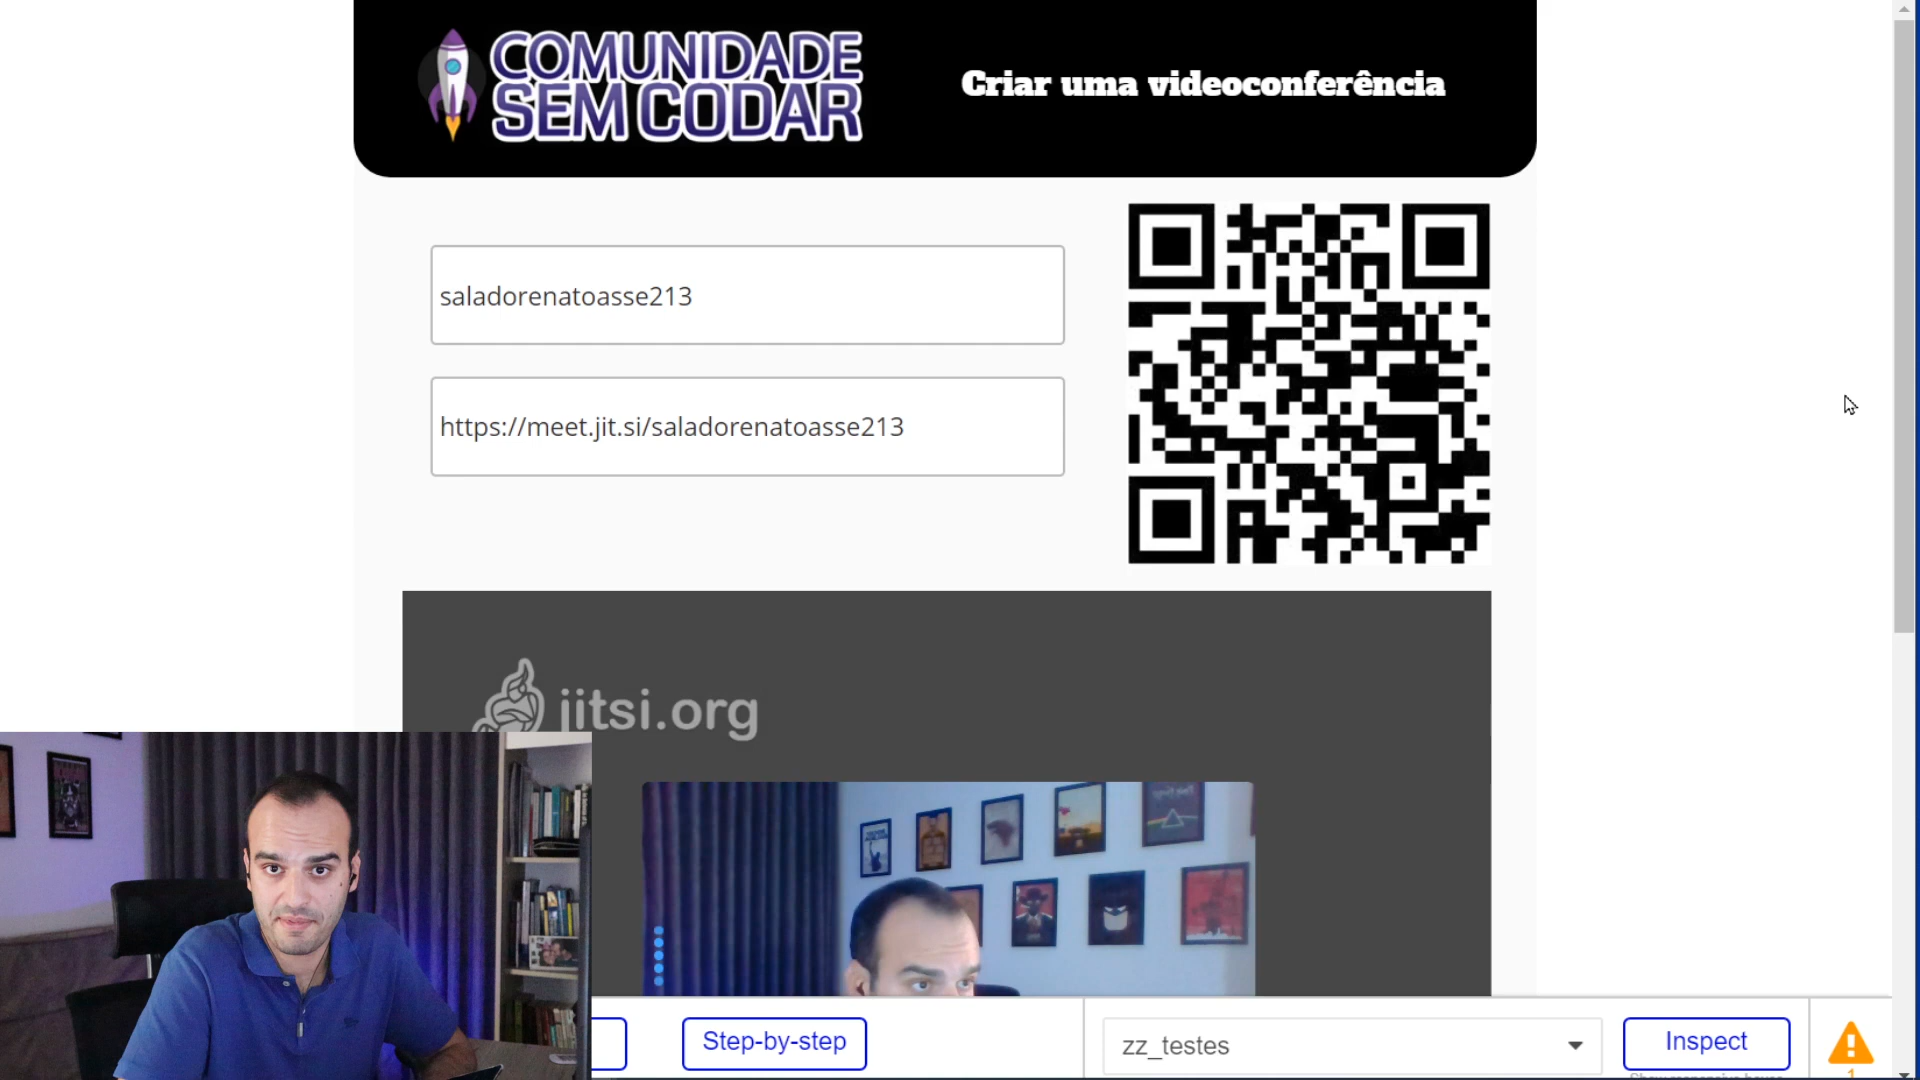 COMUNIDADE
SEM CODAR
Criar uma videoconferência
saladorenatoasse213
https://meet.jit.si/saladorenatoasse213
jitsi.org
Step-by-step
zz_testes
Inspect
1